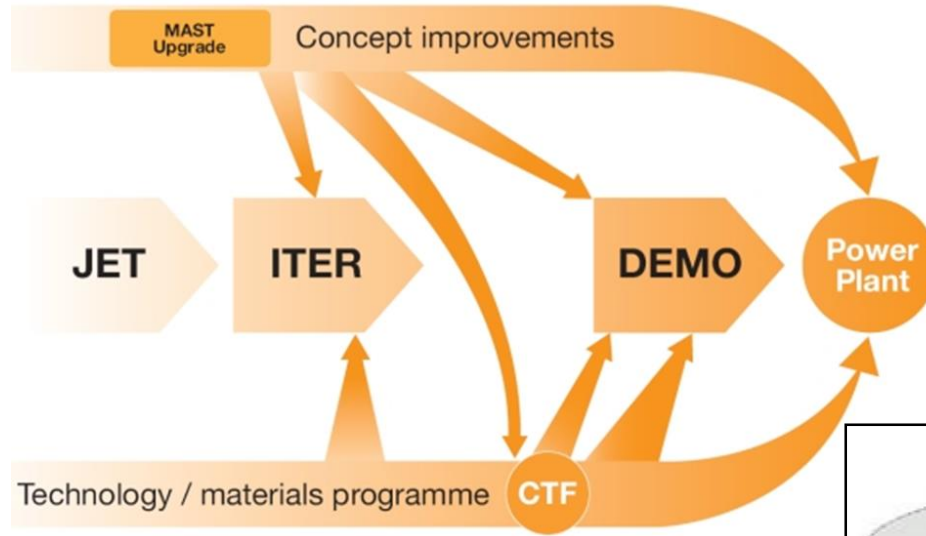 MAST
Upgrade
Concept improvements
JET
ITER
DEMO
Power
Plant
Technology / materials programme
CTF